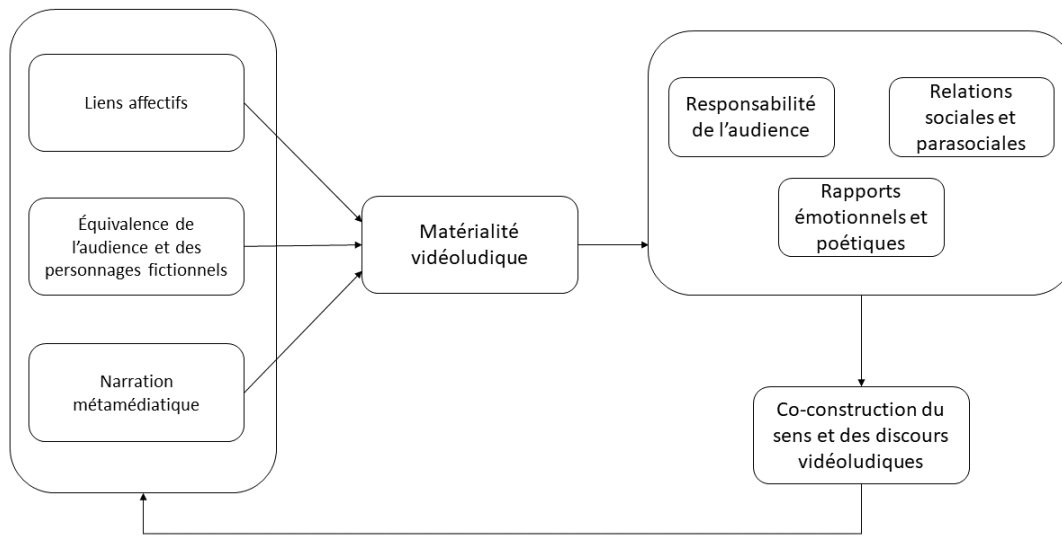 Liens affectifs
Équivalence de
l’audience et des
personnages fictionnels
Narration
métamédiatique
Matérialité
vidéoludique
Responsabilité
de l’audience
Relations
sociales et
parasociales
Rapports
émotionnels et
poétiques
Co-construction du
sens et des discours
vidéoludiques